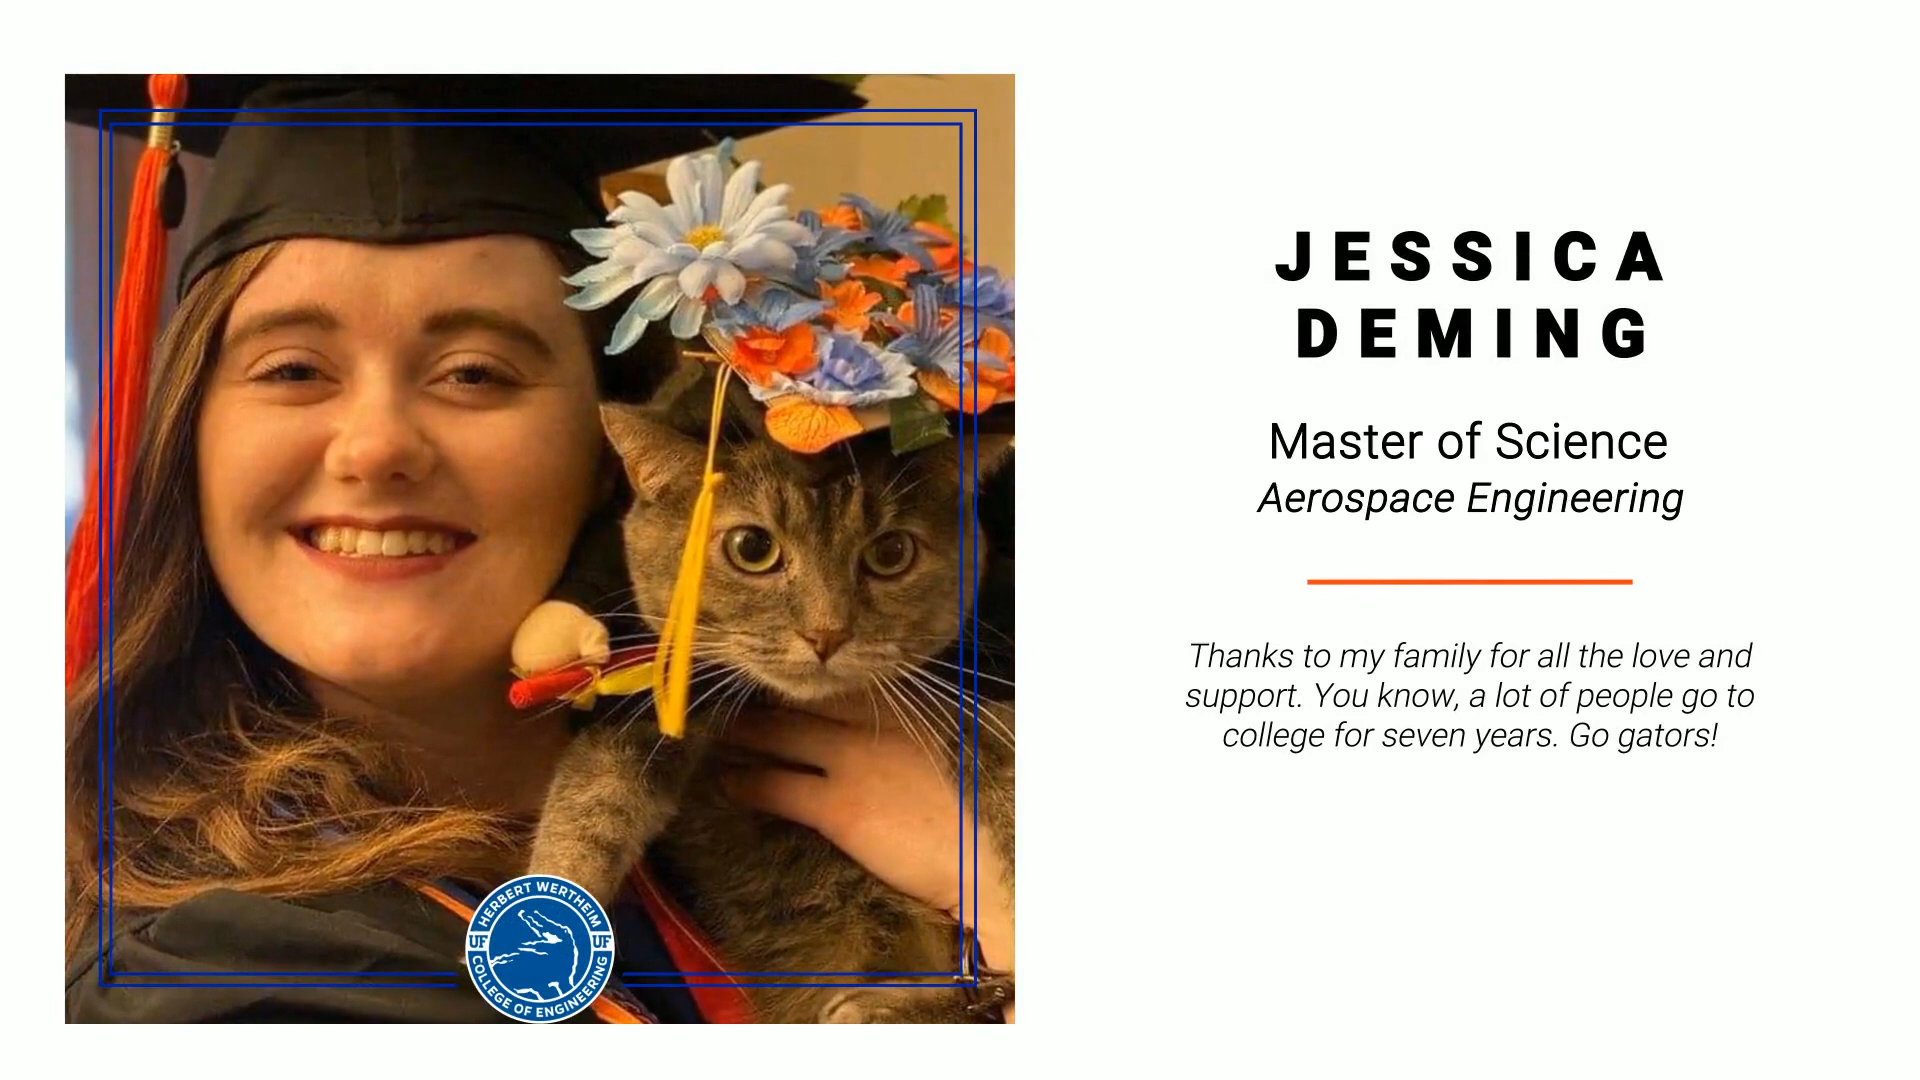 JESSICA
DEMING
Master of Science
Aerospace Engineering
Thanks to my family for all the love and
support. You know, a lot of people go to
college for seven years. Go gators!
HERBERT WERTHEIM
UF UF
COLLEGE OF ENGINEERING